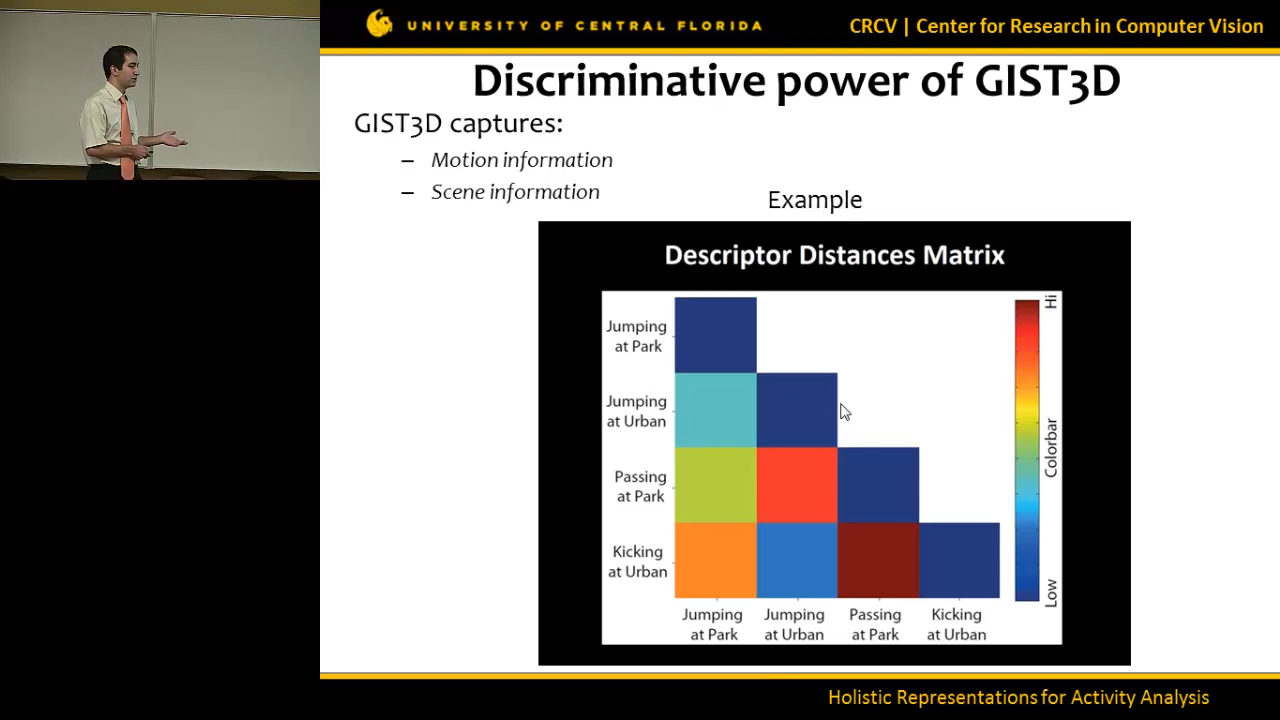 UNIVERSITY OF CENTRAL FLORIDA
CRCV | Center for Research in Computer Vision
Discriminative power of GIST3D
GIST3D captures:
– Motion information
– Scene information
Example
Descriptor Distances Matrix
Jumping
at Park
Jumping
at Urban
Passing
at Park
Kicking
at Urban
Jumping
at Park
Jumping
at Urban
Passing
at Park
Kicking
at Urban
Hi
Colorbar
Low
Holistic Representations for Activity Analysis